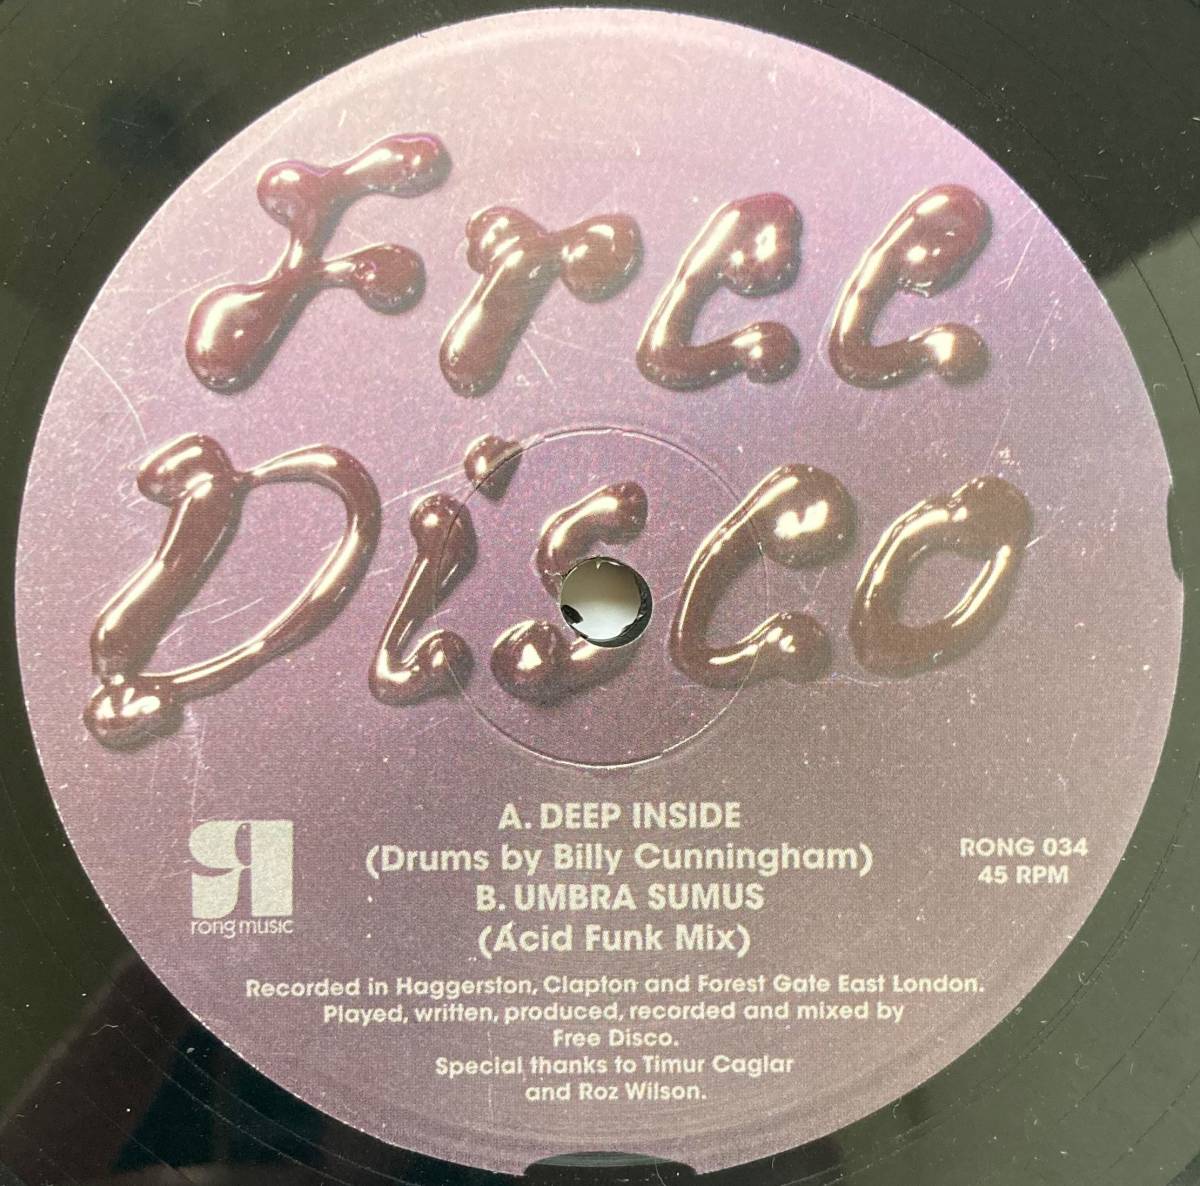 Free
Disco
A. DEEP INSIDE
(Drums by Billy Cunningham)
B. UMBRA SUMUS
(Acid Funk Mix)
RONG 034
45 RPM
R
rong music
Recorded in Haggerston, Clapton and Forest Gate East London.
Played, written, produced, recorded and mixed by
Free Disco.
Special thanks to Timur Caglar
and Roz Wilson.